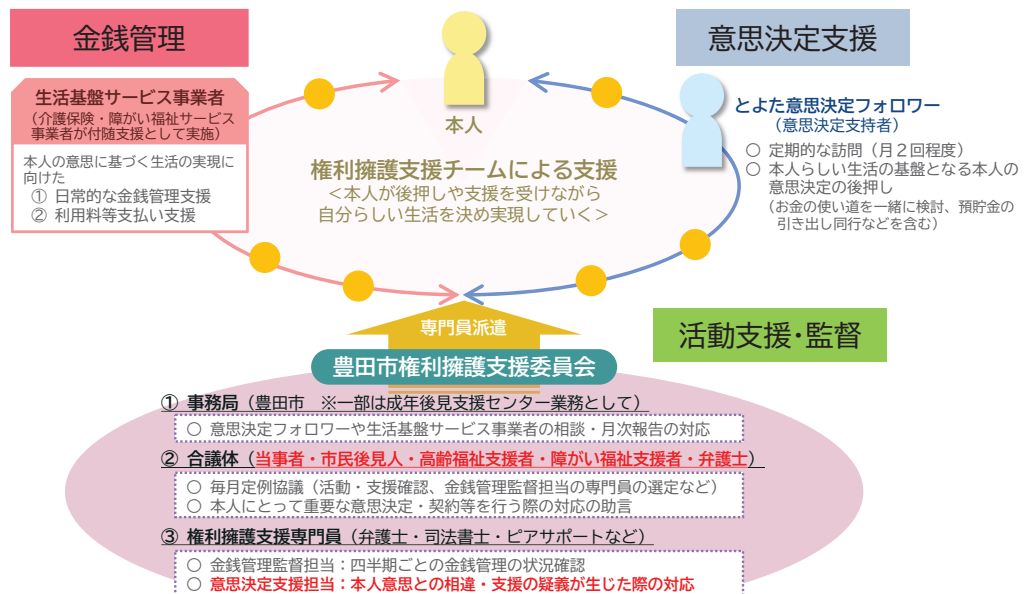 金銭管理
意思決定支援
生活基盤サービス事業者
（介護保険・障がい福祉サービス
事業者が付随支援として実施）
本人の意思に基づく生活の実現に
向けた
① 日常的な金銭管理支援
② 利用料等支払い支援
本人
権利擁護支援チームによる支援
＜本人が後押しや支援を受けながら
自分らしい生活を決め実現していく＞
とよた意思決定フォロワー
（意思決定支持者）
○ 定期的な訪問（月２回程度）
○ 本人らしい生活の基盤となる本人の
意思決定の後押し
（お金の使い道を一緒に検討、預貯金の
引き出し同行などを含む）
専門員派遣
活動支援・監督
豊田市権利擁護支援委員会
① 事務局（豊田市　※一部は成年後見支援センター業務として）
○ 意思決定フォロワーや生活基盤サービス事業者の相談・月次報告の対応
② 合議体（当事者・市民後見人・高齢福祉支援者・障がい福祉支援者・弁護士）
○ 毎月定例協議（活動・支援確認、金銭管理監督担当の専門員の選定など）
○ 本人にとって重要な意思決定・契約等を行う際の対応の助言
③ 権利擁護支援専門員（弁護士・司法書士・ピアサポートなど）
○ 金銭管理監督担当：四半期ごとの金銭管理の状況確認
○ 意思決定支援担当：本人意思との相違・支援の疑義が生じた際の対応